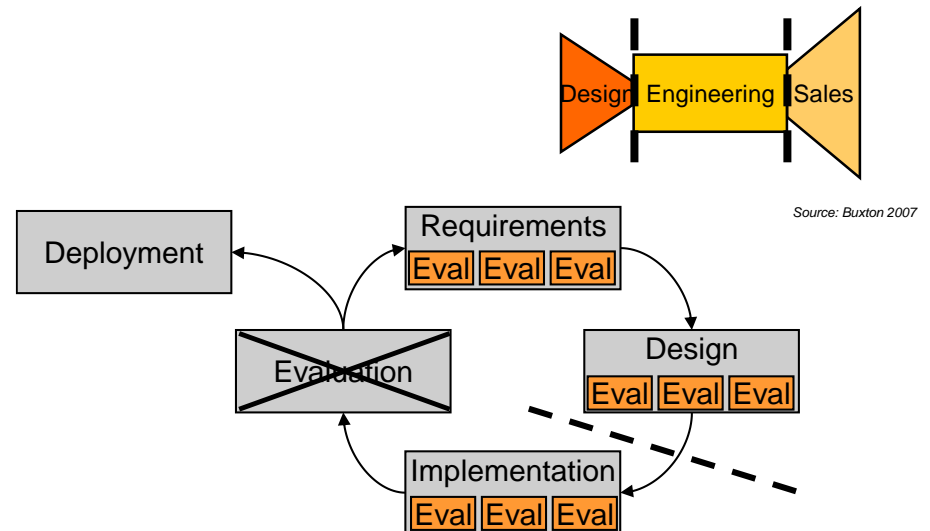 Design Engineering Sales
Source: Buxton 2007
Requirements
Eval Eval Eval
Deployment
Design
Eval Eval Eval
Evaluation
Implementation
Eval Eval Eval